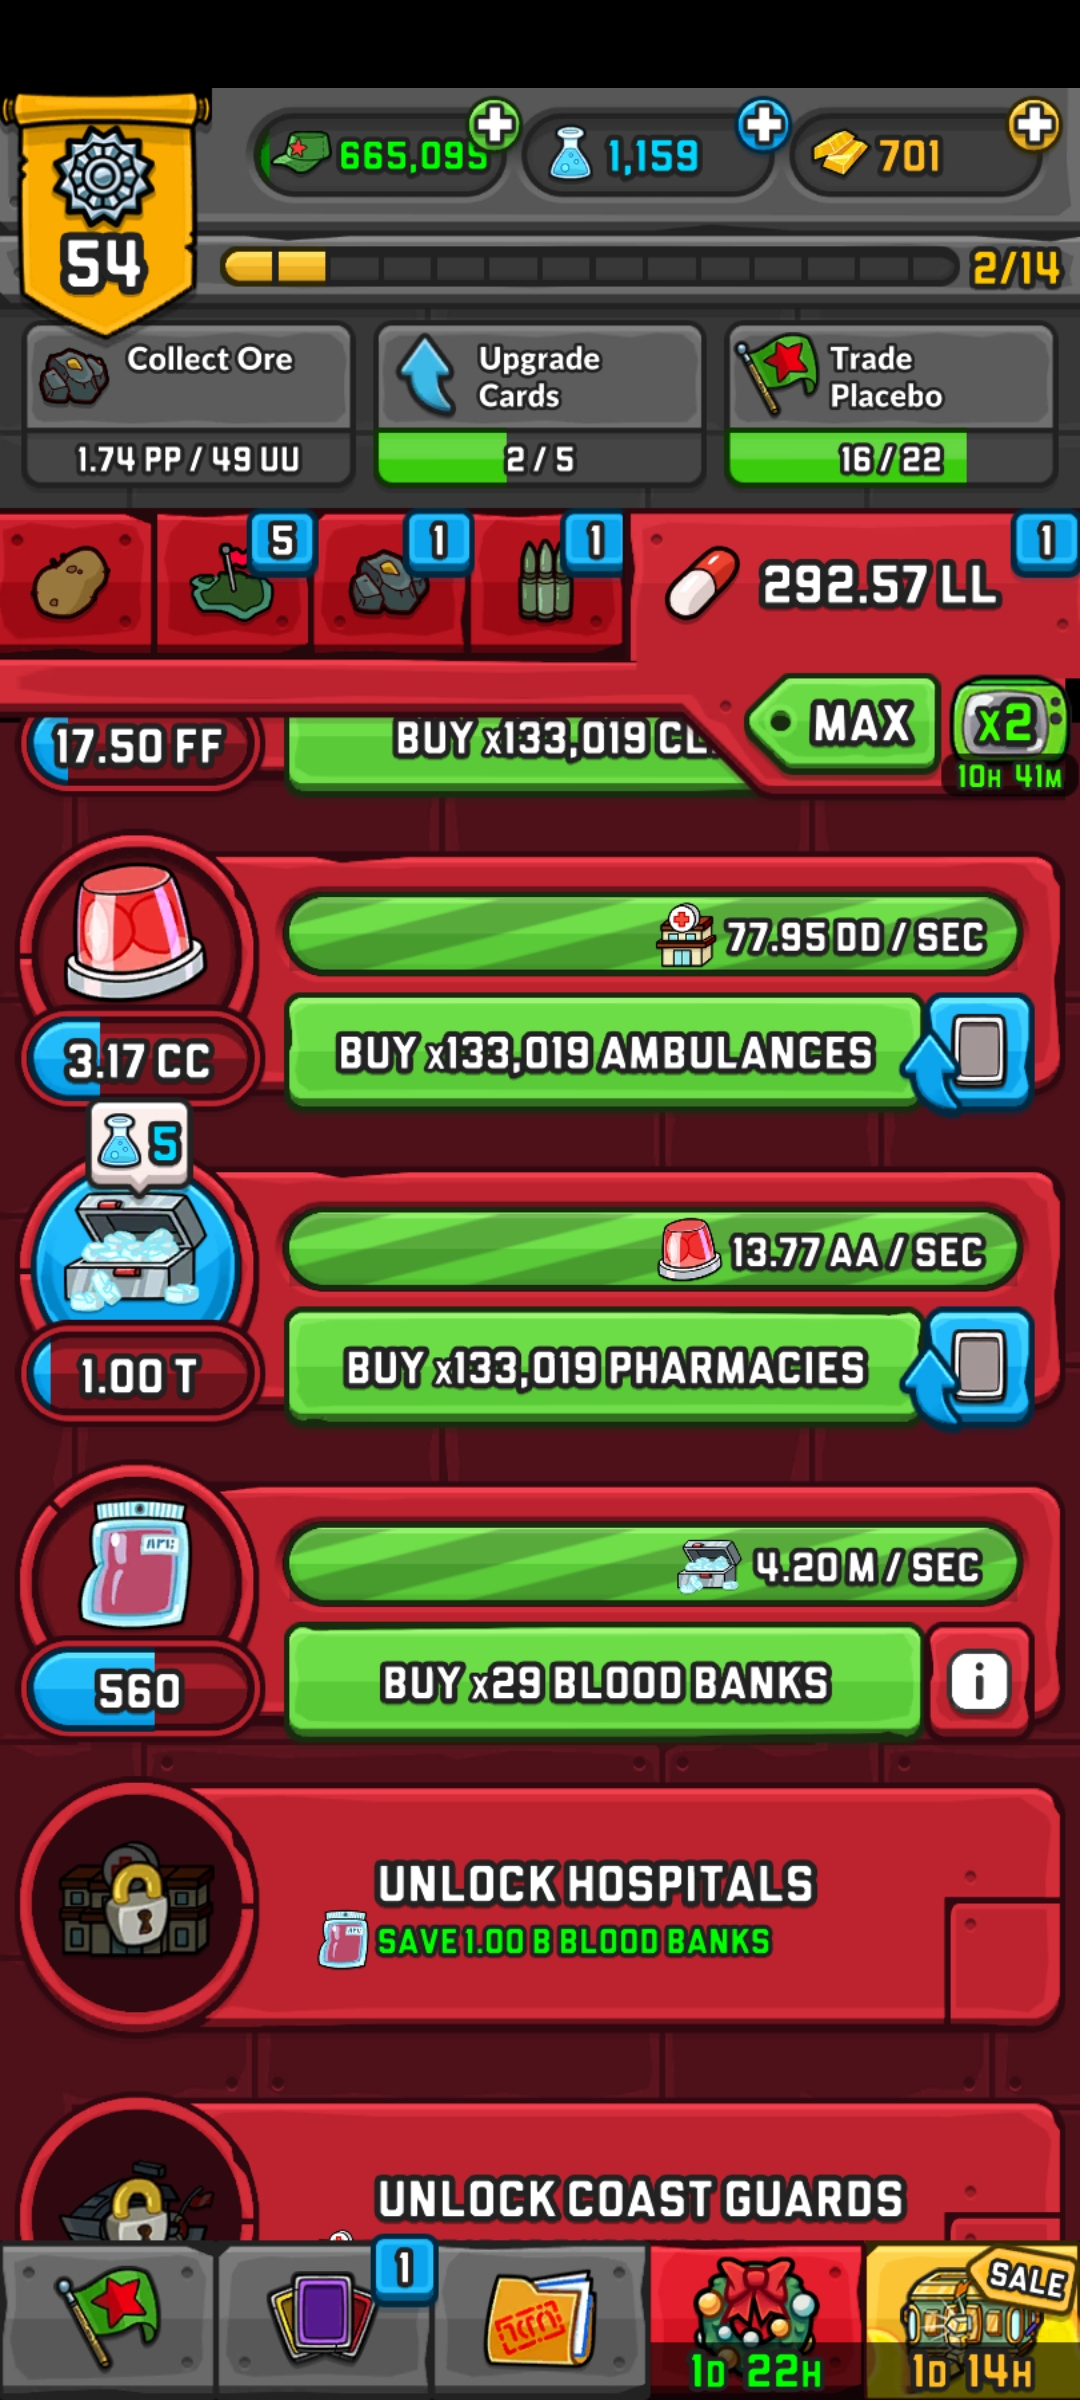 665,095
1,159
701
54
2/14
Collect Ore
1.74 PP / 49 UU
Upgrade
Cards
2 / 5
Trade
Placebo
16 / 22
5
1
1
292.57 LL
1
MAX
x2
10H 41M
17.50 FF
BUY x133,019 CL
77.95 DD / SEC
3.17 CC
BUY x133,019 AMBULANCES
5
13.77 AA / SEC
1.00 T
BUY x133,019 PHARMACIES
4.20 M / SEC
560
BUY x29 BLOOD BANKS
i
UNLOCK HOSPITALS
SAVE 1.00 B BLOOD BANKS
UNLOCK COAST GUARDS
1
SALE
1D 22H
1D 14H